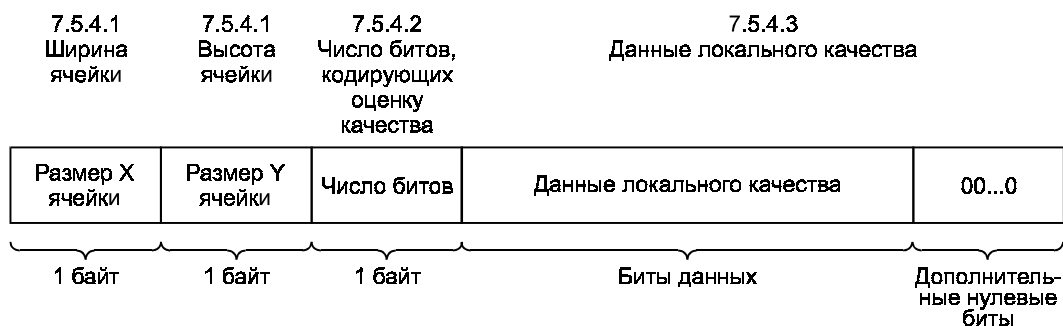 7.5.4.1
Ширина
ячейки
7.5.4.1
Высота
ячейки
7.5.4.2
Число битов,
кодирующих
оценку
качества
7.5.4.3
Данные локального качества
Размер X
ячейки
Размер Y
ячейки
Число битов
Данные локального качества
00...0
1 байт
1 байт
1 байт
Биты данных
Дополнитель-
ные нулевые
биты